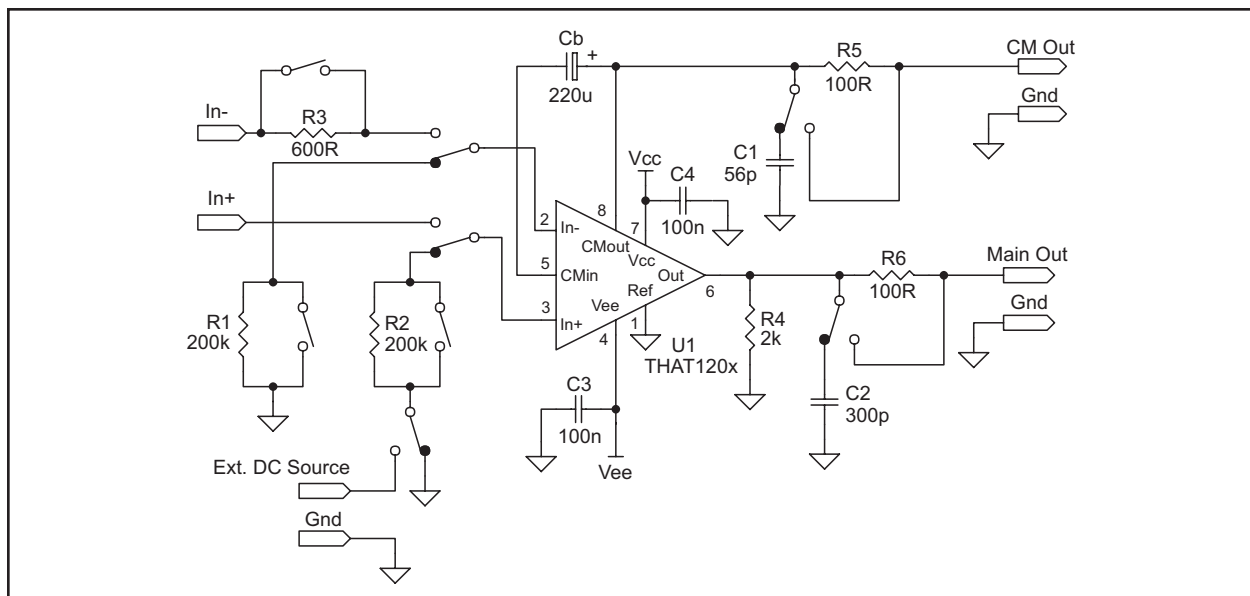 Cb
+
220u
R5
100R
CM Out
Gnd
In-
R3
600R
C1
56p
Vcc
C4
100n
In+
2
In-
8
CMout
7
Vcc
5
CMin
Out
6
3
In+
Vee
4
Ref
1
U1
THAT120x
R6
100R
Main Out
Gnd
R4
2k
R1
200k
R2
200k
C2
300p
C3
100n
Vee
Ext. DC Source
Gnd